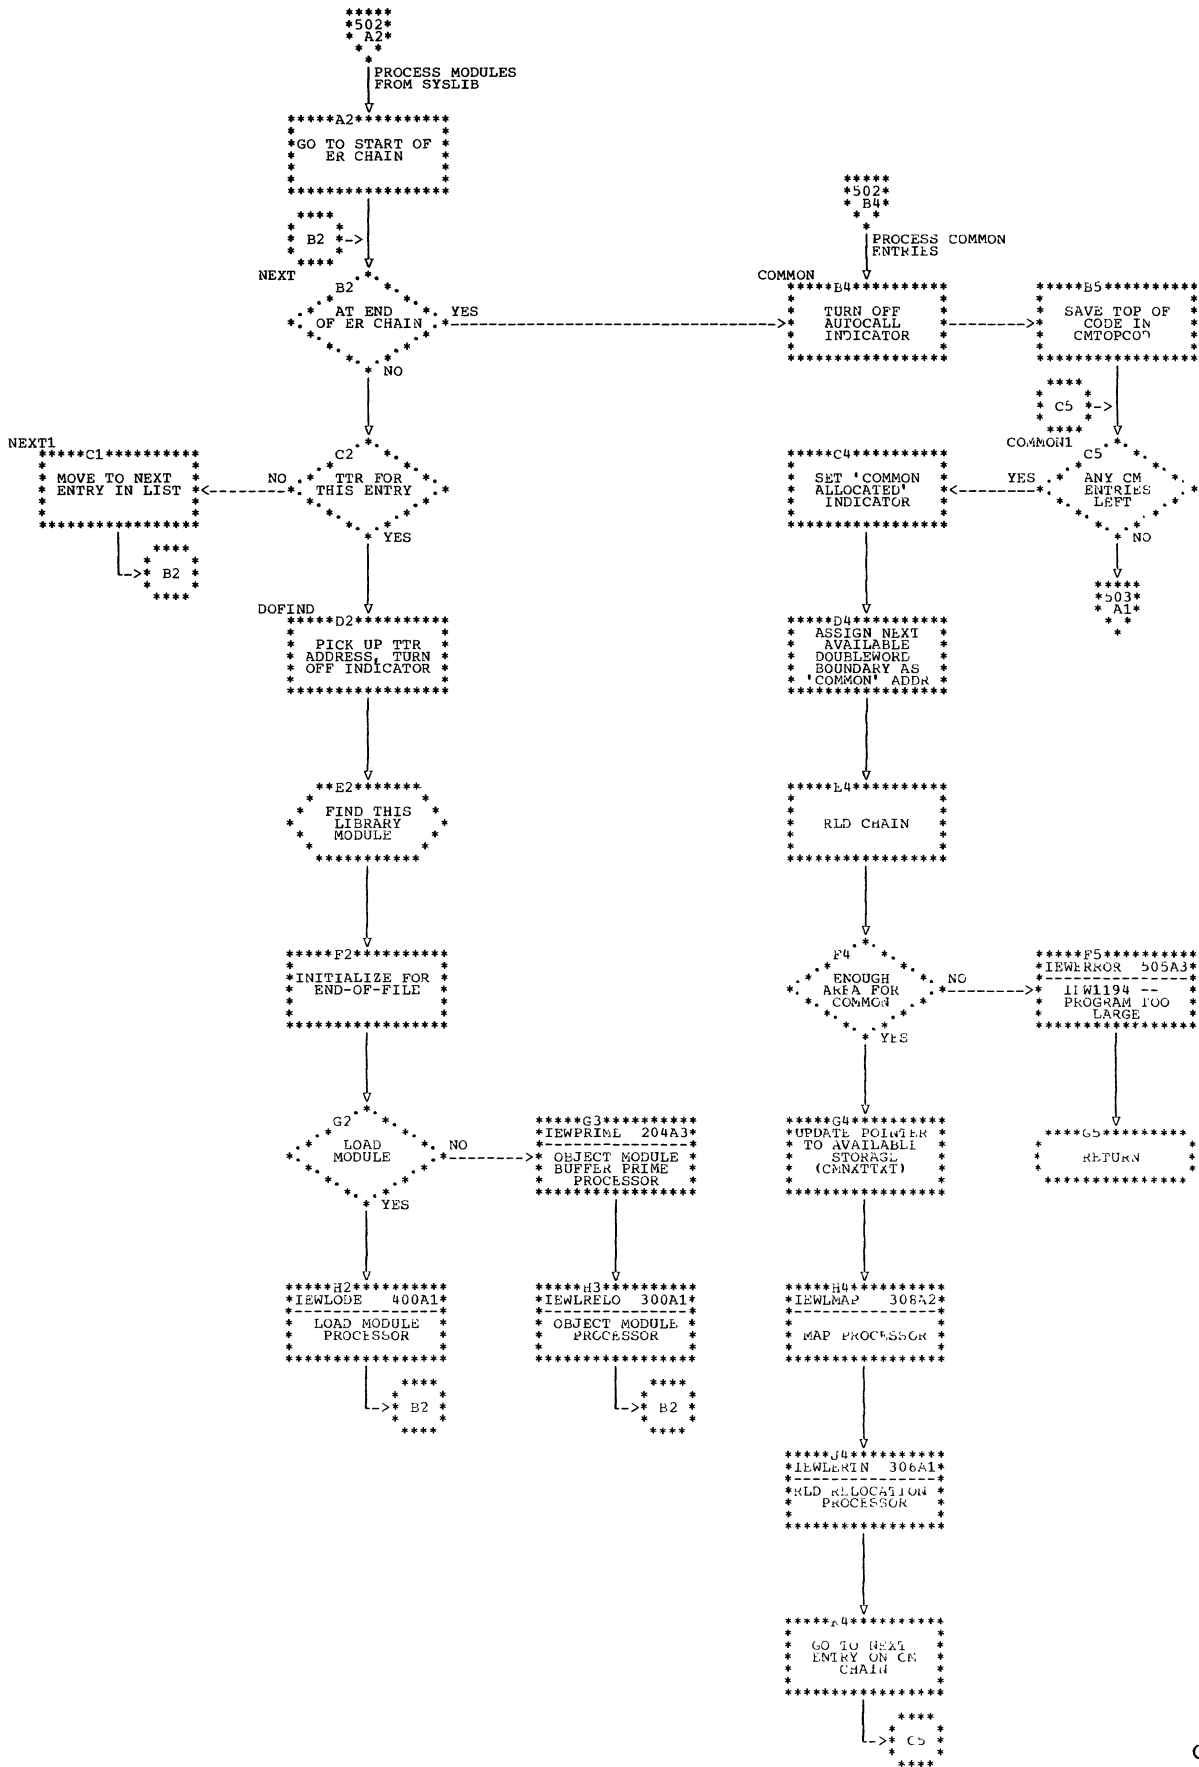 502
A2
PROCESS MODULES
FROM SYSLIB
A2
GO TO START OF
ER CHAIN
B2
NEXT
B2
AT END
OF ER CHAIN
YES
NO
502
B4
PROCESS COMMON
ENTRIES
COMMON
B4
TURN OFF
AUTOCALL
INDICATOR
B5
SAVE TOP OF
CODE IN
CMTOPCOD
C5
NEXT1
C1
MOVE TO NEXT
ENTRY IN LIST
B2
C2
TTR FOR
THIS ENTRY
NO
YES
C4
SET 'COMMON
ALLOCATED'
INDICATOR
COMMON1
C5
ANY CM
ENTRIES
LEFT
YES
NO
503
A1
DOFIND
D2
PICK UP TTR
ADDRESS, TURN
OFF INDICATOR
D4
ASSIGN NEXT
AVAILABLE
DOUBLEWORD
BOUNDARY AS
'COMMON' ADDR
E2
FIND THIS
LIBRARY
MODULE
E4
RLD CHAIN
F2
INITIALIZE FOR
END-OF-FILE
F4
ENOUGH
AREA FOR
COMMON
NO
YES
F5
IEWERROR 505A3
IEW1194 --
PROGRAM TOO
LARGE
G2
LOAD
MODULE
NO
YES
G3
IEWPRIME 204A3
OBJECT MODULE
BUFFER PRIME
PROCESSOR
G4
UPDATE POINTER
TO AVAILABLE
STORAGE
(CMNXTTXT)
G5
RETURN
H2
IEWLODE 400A1
LOAD MODULE
PROCESSOR
B2
H3
IEWLRELO 300A1
OBJECT MODULE
PROCESSOR
B2
H4
IEWLMAP 308A2
MAP PROCESSOR
J4
IEWLERTN 306A1
RLD RELOCATION
PROCESSOR
K4
GO TO NEXT
ENTRY ON CM
CHAIN
C5